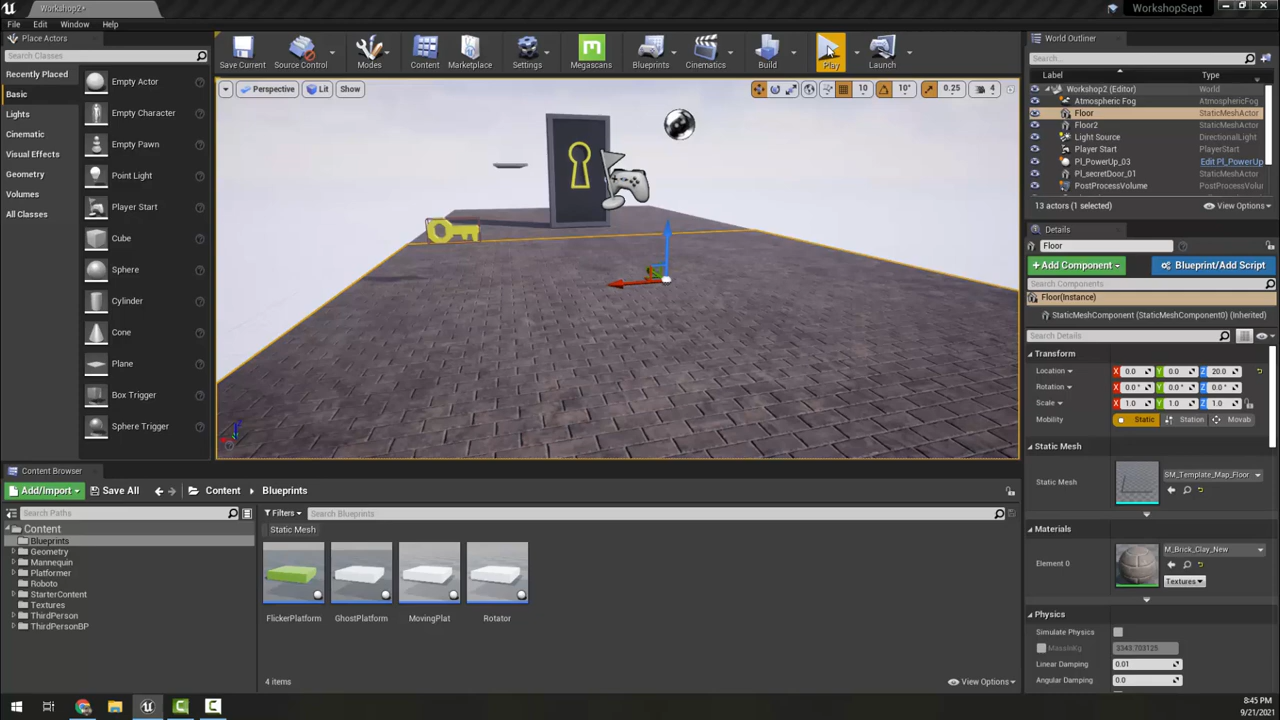 Workshop2+
WorkshopSept
File Edit Window Help
Place Actors
Search Classes
Recently Placed
Basic
Lights
Cinematic
Visual Effects
Geometry
Volumes
All Classes
Empty Actor
Empty Character
Empty Pawn
Point Light
Player Start
Cube
Sphere
Cylinder
Cone
Plane
Box Trigger
Sphere Trigger
Save Current
Source Control
Modes
Content
Marketplace
Settings
Megascans
Blueprints
Cinematics
Build
Play
Launch
Perspective Lit Show
10 10° 0.25 4
World Outliner
Search...
Label Type
Workshop2 (Editor) World
Atmospheric Fog AtmosphericFog
Floor StaticMeshActor
Floor2 StaticMeshActor
Light Source DirectionalLight
Player Start PlayerStart
Pl_PowerUp_03 Edit Pl_PowerUp
Pl_secretDoor_01 StaticMeshActor
PostProcessVolume PostProcessVolu
13 actors (1 selected) View Options
Details
Floor
+Add Component Blueprint/Add Script
Search Components
Floor(Instance)
StaticMeshComponent (StaticMeshComponent0) (Inherited)
Search Details
Transform
Location X 0.0 Y 0.0 Z 20.0
Rotation X 0.0° Y 0.0° Z 0.0°
Scale X 1.0 Y 1.0 Z 1.0
Mobility Static Station Movab
Static Mesh
Static Mesh SM_Template_Map_Floor
Materials
Element 0 M_Brick_Clay_New
Textures
Physics
Simulate Physics
MassInKg 3343.703125
Linear Damping 0.01
Angular Damping 0.0
Content Browser
Add/Import Save All Content Blueprints
Search Paths
Filters Search Blueprints
Static Mesh
Content
Blueprints
Geometry
Mannequin
Platformer
Roboto
StarterContent
Textures
ThirdPerson
ThirdPersonBP
FlickerPlatform GhostPlatform MovingPlat Rotator
4 items View Options
8:45 PM
9/21/2021